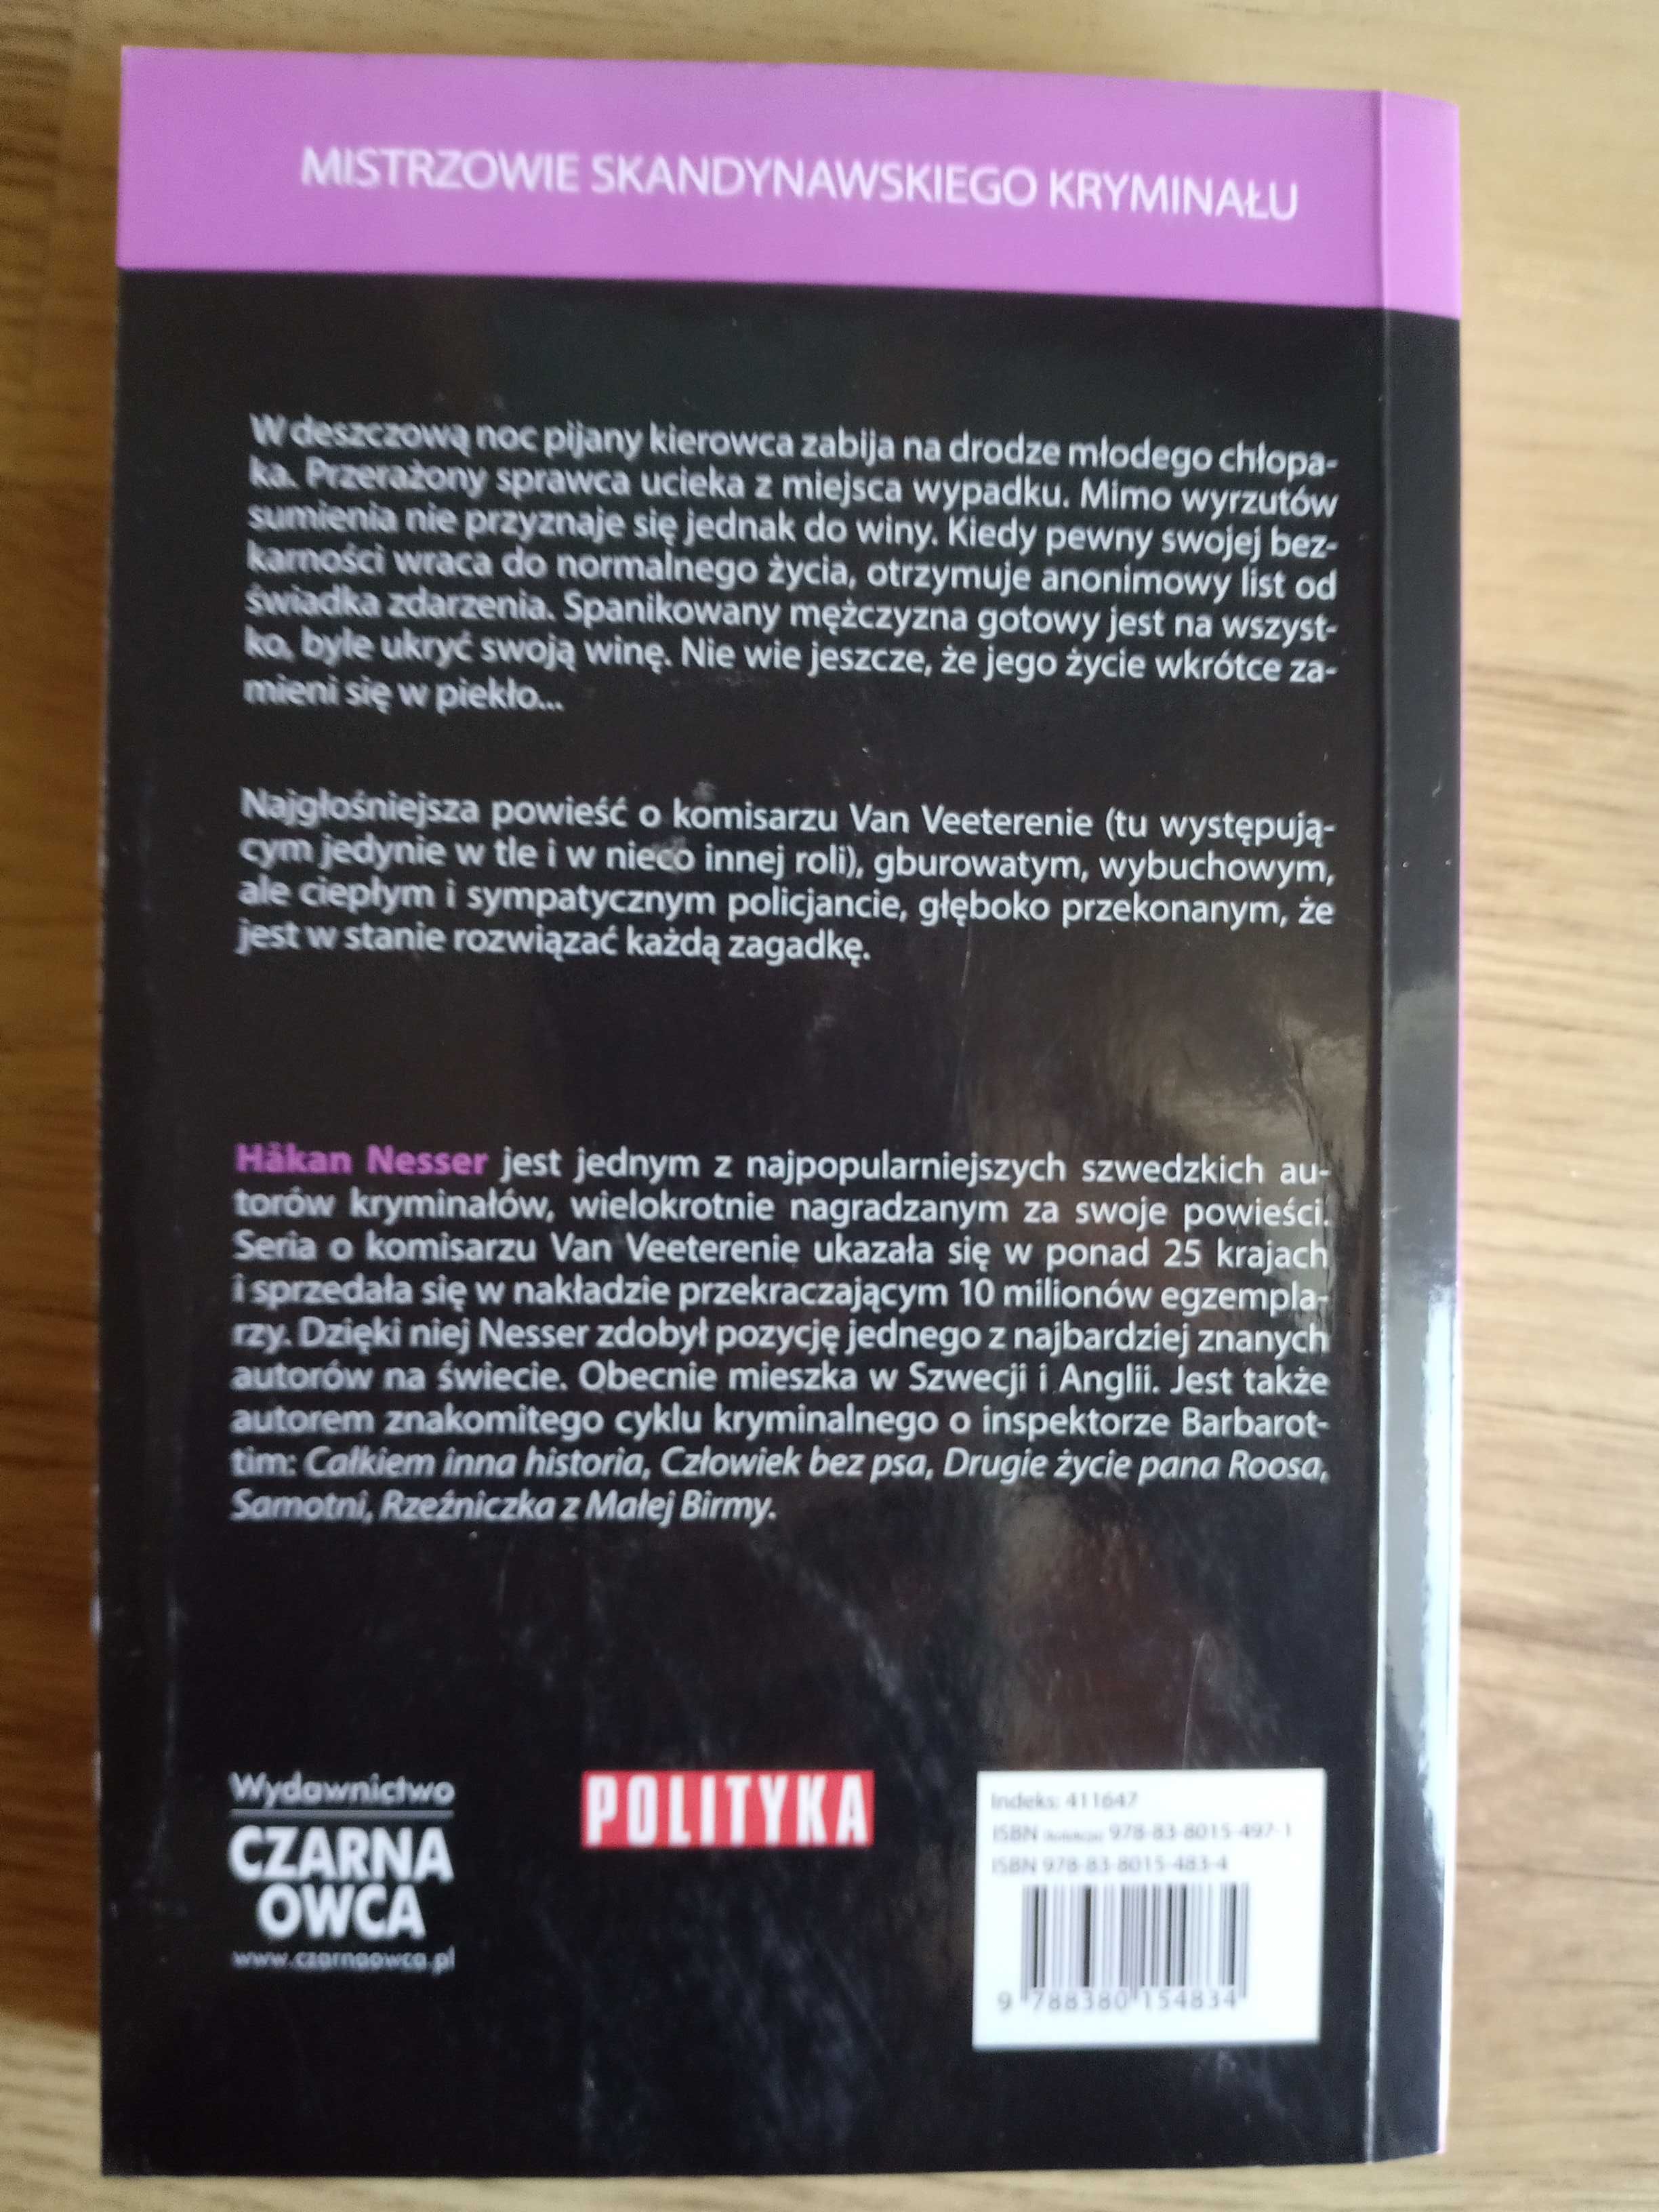 MISTRZOWIE SKANDYNAWSKIEGO KRYMINAŁU
W deszczową noc pijany kierowca zabija na drodze młodego chłopa-
ka. Przerażony sprawca ucieka z miejsca wypadku. Mimo wyrzutów
sumienia nie przyznaje się jednak do winy. Kiedy pewny swojej bez-
karności wraca do normalnego życia, otrzymuje anonimowy list od
świadka zdarzenia. Spanikowany mężczyzna gotowy jest na wszyst-
ko, byle ukryć swoją winę. Nie wie jeszcze, że jego życie wkrótce za-
mieni się w piekło...
Najgłośniejsza powieść o komisarzu Van Veeterenie (tu występują-
cym jedynie w tle i w nieco innej roli), gburowatym, wybuchowym,
ale ciepłym i sympatycznym policjancie, głęboko przekonanym, że
jest w stanie rozwiązać każdą zagadkę.
Håkan Nesser jest jednym z najpopularniejszych szwedzkich au-
torów kryminałów, wielokrotnie nagradzanym za swoje powieści.
Seria o komisarzu Van Veeterenie ukazała się w ponad 25 krajach
i sprzedała się w nakładzie przekraczającym 10 milionów egzempla-
rzy. Dzięki niej Nesser zdobył pozycję jednego z najbardziej znanych
autorów na świecie. Obecnie mieszka w Szwecji i Anglii. Jest także
autorem znakomitego cyklu kryminalnego o inspektorze Barbarot-
tim: Całkiem inna historia, Człowiek bez psa, Drugie życie pana Roosa,
Samotni, Rzeźniczka z Małej Birmy.
Wydawnictwo
CZARNA
OWCA
www.czarnaowca.pl
POLITYKA
Indeks: 411647
ISBN 978-83-8015-497-1
ISBN 978-83-8015-483-4
9 788380 154834